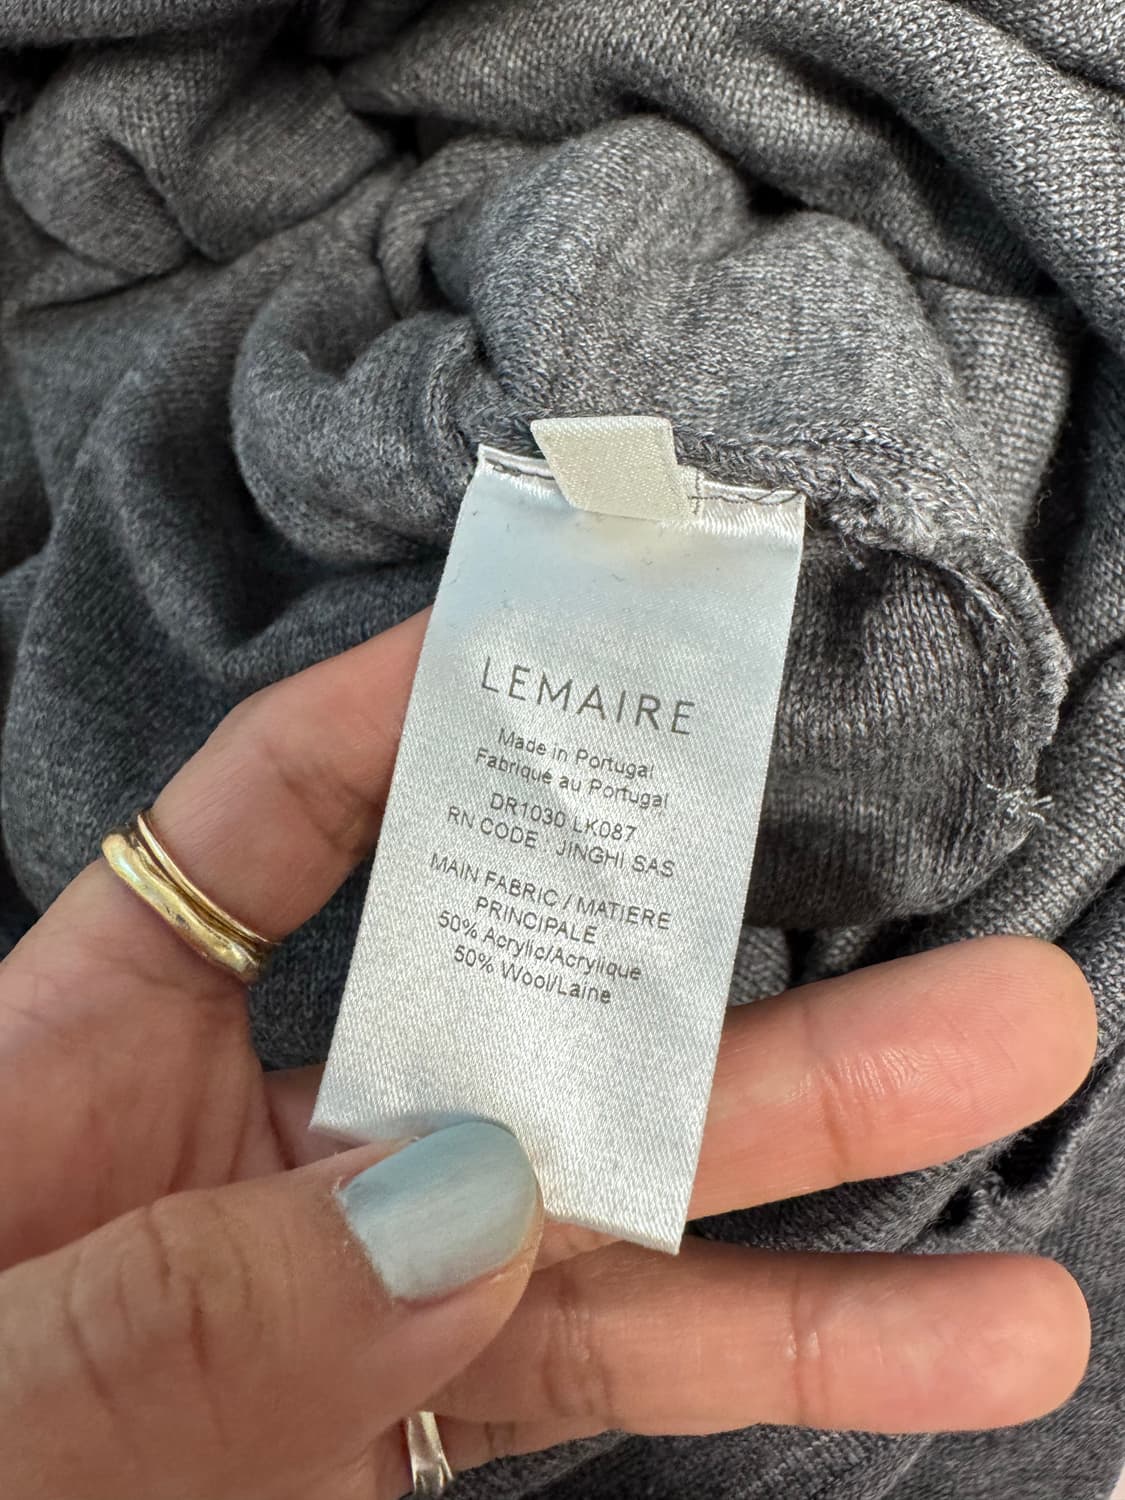 LEMAIRE
Made in Portugal
Fabriqué au Portugal
DR1030 LK087
RN CODE : JINGHI SAS
MAIN FABRIC / MATIERE
PRINCIPALE :
50% Acrylic/Acrylique
50% Wool/Laine